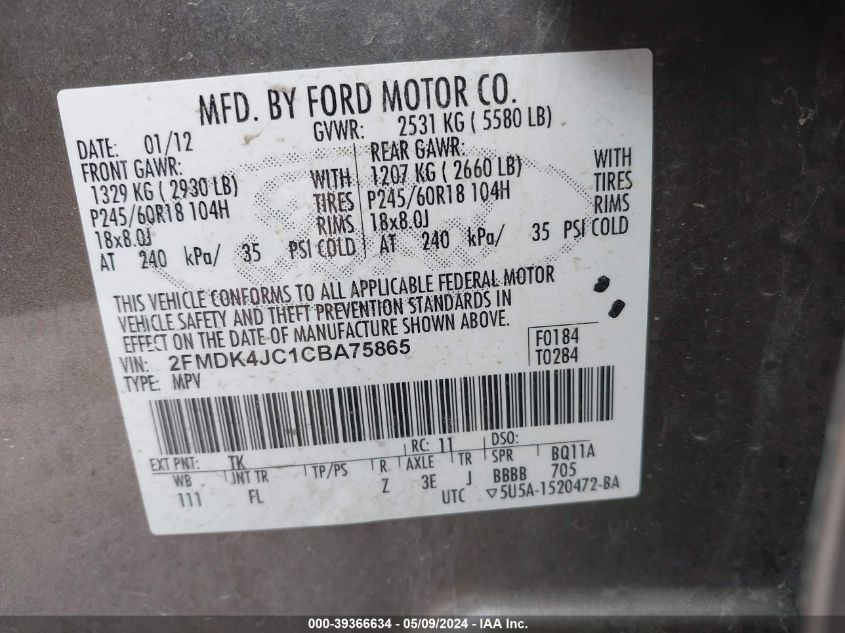 MFD. BY FORD MOTOR CO.
DATE: 01/12 GVWR: 2531 KG ( 5580 LB)
FRONT GAWR: REAR GAWR:
1329 KG ( 2930 LB) WITH 1207 KG ( 2660 LB) WITH
P245/60R18 104H TIRES P245/60R18 104H TIRES
18x8.0J RIMS 18x8.0J RIMS
AT 240 kPa/ 35 PSI COLD AT 240 kPa/ 35 PSI COLD
THIS VEHICLE CONFORMS TO ALL APPLICABLE FEDERAL MOTOR
VEHICLE SAFETY AND THEFT PREVENTION STANDARDS IN
EFFECT ON THE DATE OF MANUFACTURE SHOWN ABOVE.
VIN: 2FMDK4JC1CBA75865 F0184
TYPE: MPV T0284
EXT PNT: TK RC: 11 DSO:
WB INT TR TP/PS R. AXLE TR SPR BQ11A
111 FL Z 3E J BBBB 705
UTC ▽5U5A-1520472-BA
000-39366634 - 05/09/2024 - IAA Inc.